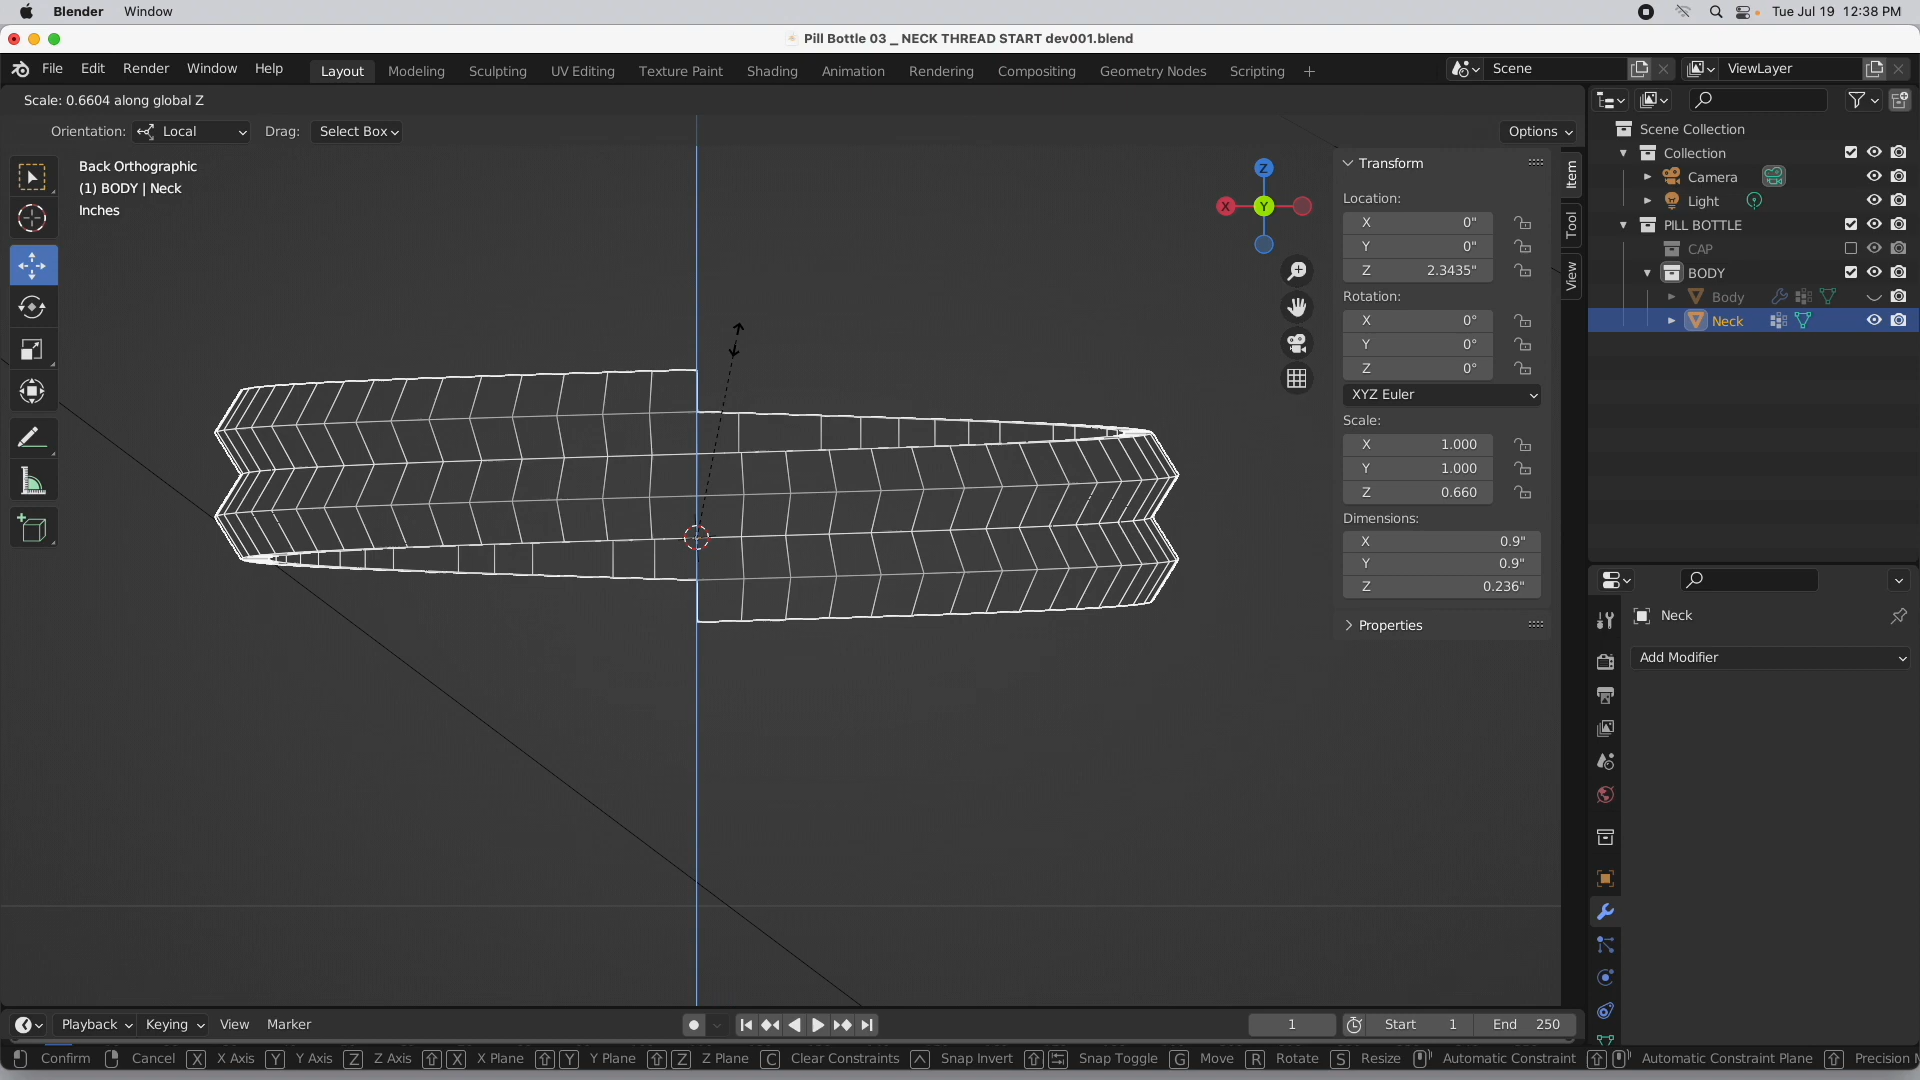 Blender Window Tue Jul 19 12:38 PM
Pill Bottle 03 _ NECK THREAD START dev001.blend
File Edit Render Window Help Layout Modeling Sculpting UV Editing Texture Paint Shading Animation Rendering Compositing Geometry Nodes Scripting + Scene ViewLayer
Scale: 0.6604 along global Z
Orientation: Local Drag: Select Box Options
Back Orthographic
(1) BODY | Neck
Inches
Z
X Y
Transform
Location:
X 0"
Y 0"
Z 2.3435"
Rotation:
X 0°
Y 0°
Z 0°
XYZ Euler
Scale:
X 1.000
Y 1.000
Z 0.660
Dimensions:
X 0.9"
Y 0.9"
Z 0.236"
Properties
Item
Tool
View
Scene Collection
Collection
Camera
Light
PILL BOTTLE
CAP
BODY
Body
Neck
Neck
Add Modifier
Playback Keying View Marker 1 Start 1 End 250
Confirm Cancel X X Axis Y Y Axis Z Z Axis X X Plane Y Y Plane Z Z Plane C Clear Constraints Snap Invert Snap Toggle G Move R Rotate S Resize Automatic Constraint Automatic Constraint Plane Precision M